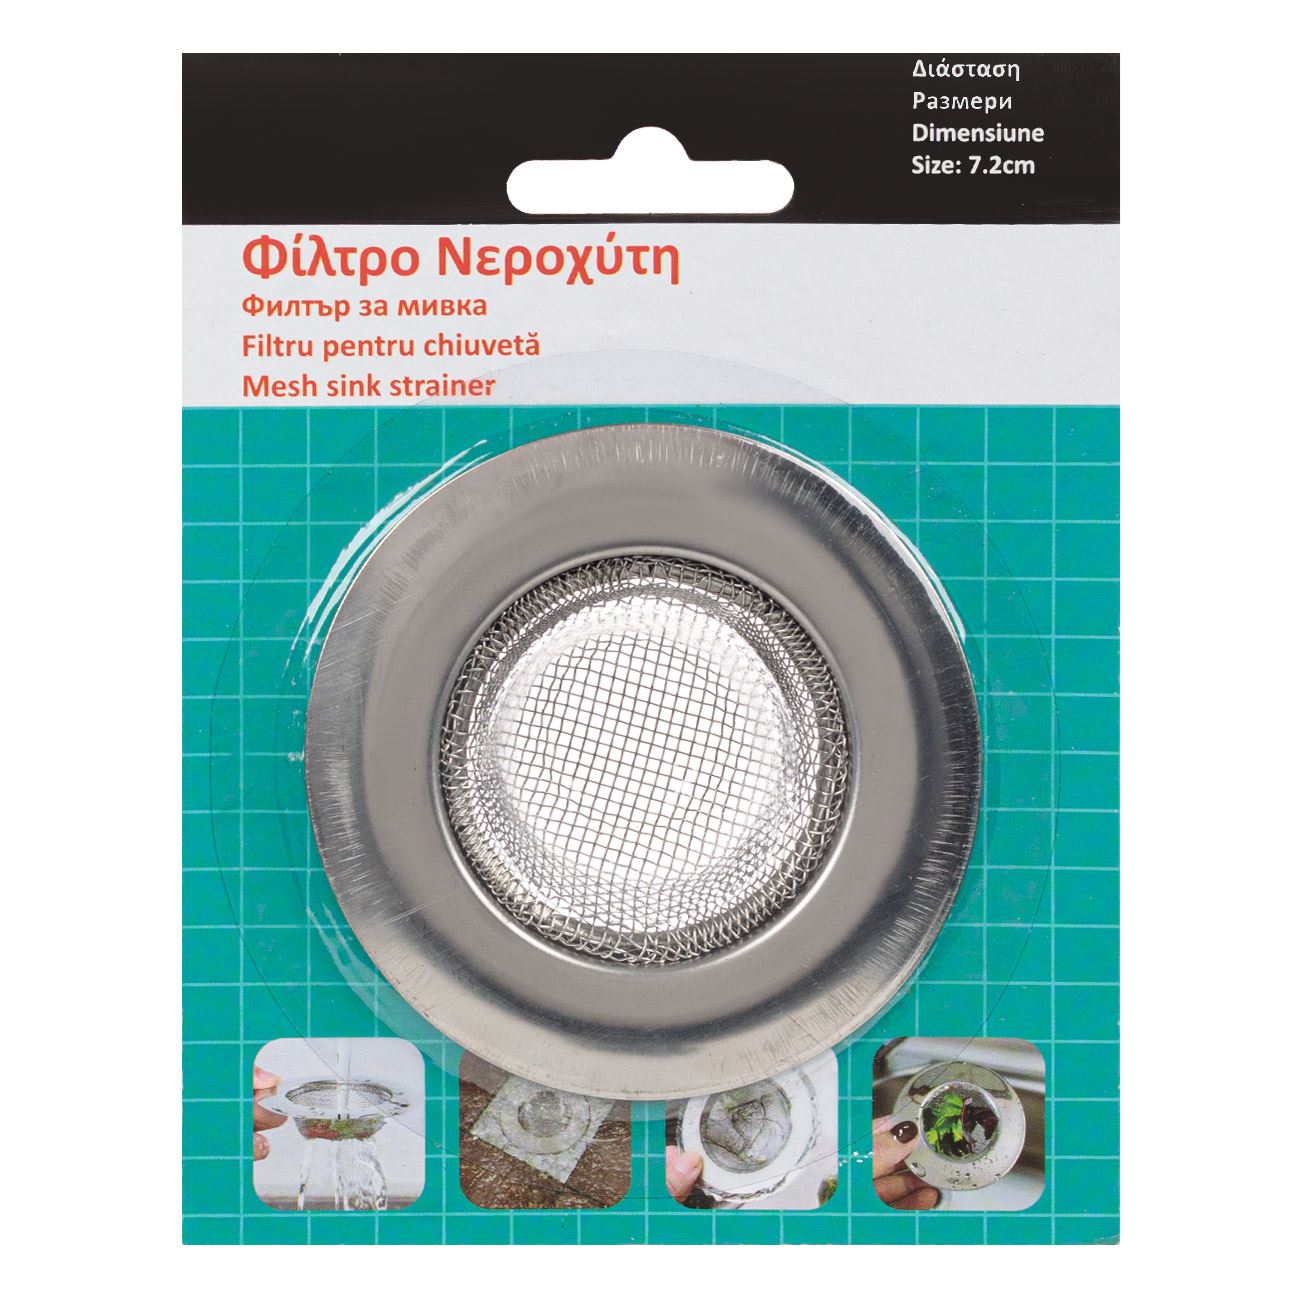 Διάσταση
Размери
Dimensiune
Size: 7.2cm
Φίλτρο Νεροχύτη
Филтър за мивка
Filtru pentru chiuvetă
Mesh sink strainer